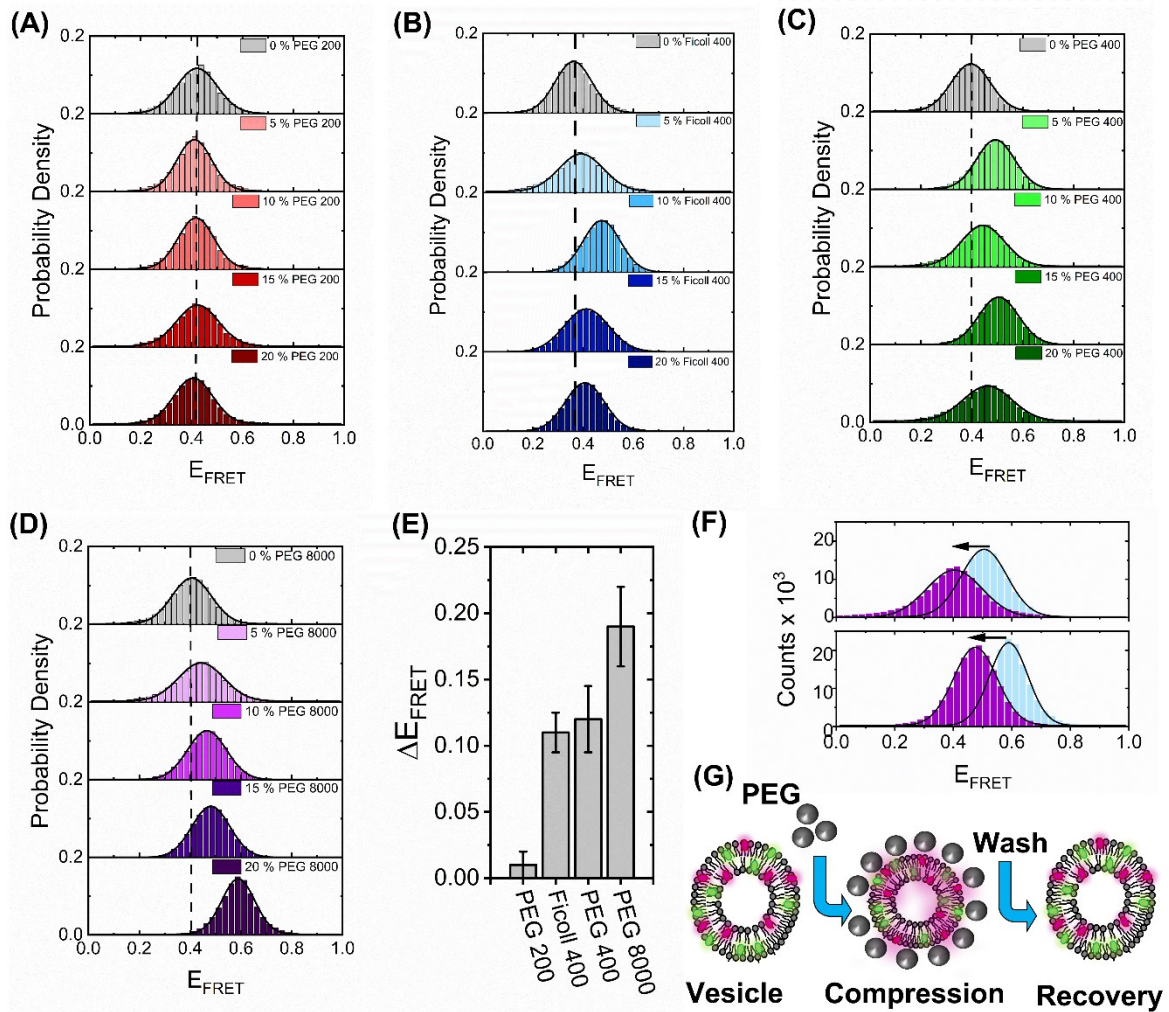 (A)
0.2
0 % PEG 200
0.2
5 % PEG 200
0.2
10 % PEG 200
0.2
15 % PEG 200
0.2
20 % PEG 200
0.0
0.0 0.2 0.4 0.6 0.8 1.0
Probability Density
E_FRET
(B)
0.2
0 % Ficoll 400
0.2
5 % Ficoll 400
0.2
10 % Ficoll 400
15 % Ficoll 400
0.2
20 % Ficoll 400
0.0
0.0 0.2 0.4 0.6 0.8 1.0
Probability Density
E_FRET
(C)
0.2
0 % PEG 400
0.2
5 % PEG 400
0.2
10 % PEG 400
0.2
15 % PEG 400
0.2
20 % PEG 400
0.0
0.0 0.2 0.4 0.6 0.8 1.0
Probability Density
E_FRET
(D)
0.2
0 % PEG 8000
0.2
5 % PEG 8000
0.2
10 % PEG 8000
0.2
15 % PEG 8000
0.2
20 % PEG 8000
0.0
0.0 0.2 0.4 0.6 0.8 1.0
Probability Density
E_FRET
(E)
0.25
0.20
0.15
0.10
0.05
0.00
ΔE_FRET
PEG 200
Ficoll 400
PEG 400
PEG 8000
(F)
20
10
0
20
10
0
0.0 0.2 0.4 0.6 0.8 1.0
Counts x 10³
E_FRET
(G)
PEG
Wash
Vesicle Compression Recovery